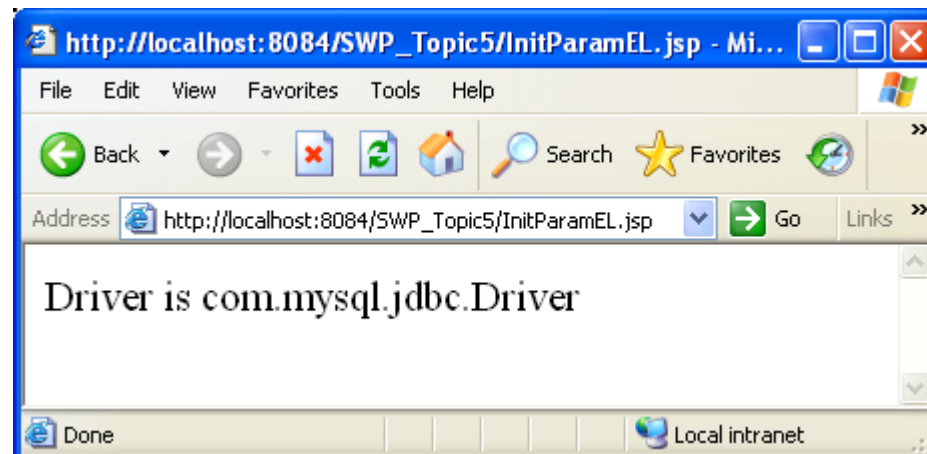 http://localhost:8084/SWP_Topic5/InitParamEL.jsp - Mi...
File Edit View Favorites Tools Help
Back Search Favorites
Address http://localhost:8084/SWP_Topic5/InitParamEL.jsp Go Links
Driver is com.mysql.jdbc.Driver
Done Local intranet